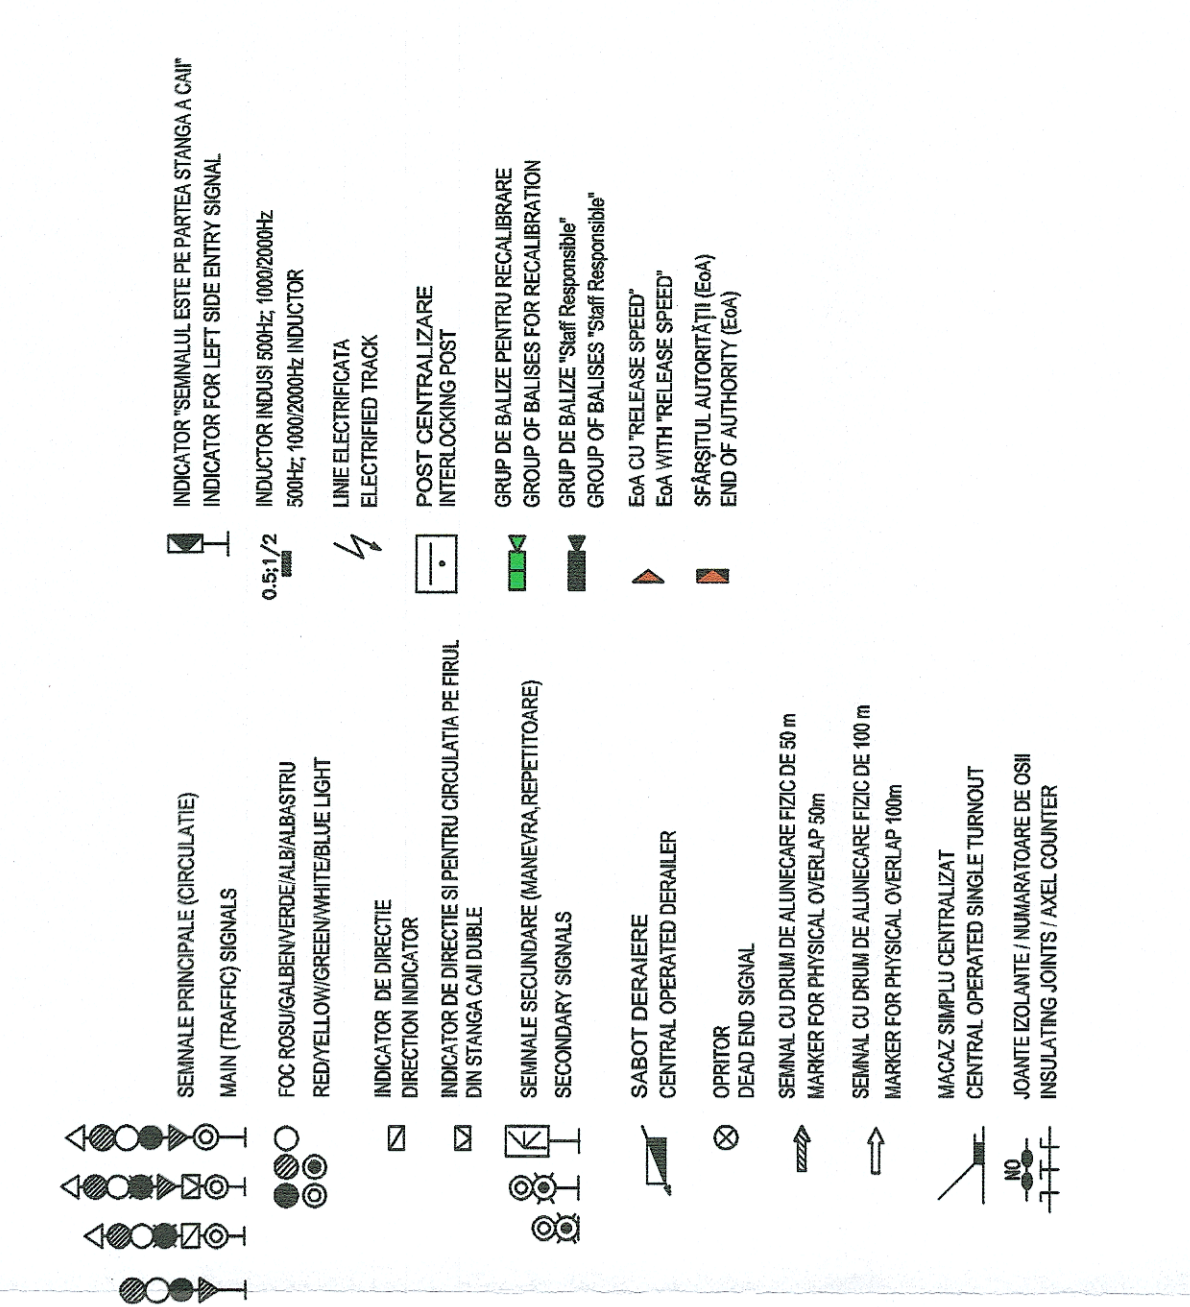 SEMNALE PRINCIPALE (CIRCULATIE)
MAIN (TRAFFIC) SIGNALS
FOC ROSU/GALBEN/VERDE/ALB/ALBASTRU
RED/YELLOW/GREEN/WHITE/BLUE LIGHT
INDICATOR DE DIRECTIE
DIRECTION INDICATOR
INDICATOR DE DIRECTIE SI PENTRU CIRCULATIA PE FIRUL
DIN STANGA CAII DUBLE
SEMNALE SECUNDARE (MANEVRA,REPETITOARE)
SECONDARY SIGNALS
SABOT DERAIERE
CENTRAL OPERATED DERAILER
OPRITOR
DEAD END SIGNAL
SEMNAL CU DRUM DE ALUNECARE FIZIC DE 50 m
MARKER FOR PHYSICAL OVERLAP 50m
SEMNAL CU DRUM DE ALUNECARE FIZIC DE 100 m
MARKER FOR PHYSICAL OVERLAP 100m
MACAZ SIMPLU CENTRALIZAT
CENTRAL OPERATED SINGLE TURNOUT
NO
JOANTE IZOLANTE / NUMARATOARE DE OSII
INSULATING JOINTS / AXEL COUNTER
INDICATOR "SEMNALUL ESTE PE PARTEA STANGA A CAII"
INDICATOR FOR LEFT SIDE ENTRY SIGNAL
0.5;1/2
INDUCTOR INDUSI 500Hz; 1000/2000Hz
500Hz; 1000/2000Hz INDUCTOR
LINIE ELECTRIFICATA
ELECTRIFIED TRACK
POST CENTRALIZARE
INTERLOCKING POST
GRUP DE BALIZE PENTRU RECALIBRARE
GROUP OF BALISES FOR RECALIBRATION
GRUP DE BALIZE "Staff Responsible"
GROUP OF BALISES "Staff Responsible"
EoA CU "RELEASE SPEED"
EoA WITH "RELEASE SPEED"
SFÂRȘITUL AUTORITĂȚII (EoA)
END OF AUTHORITY (EoA)